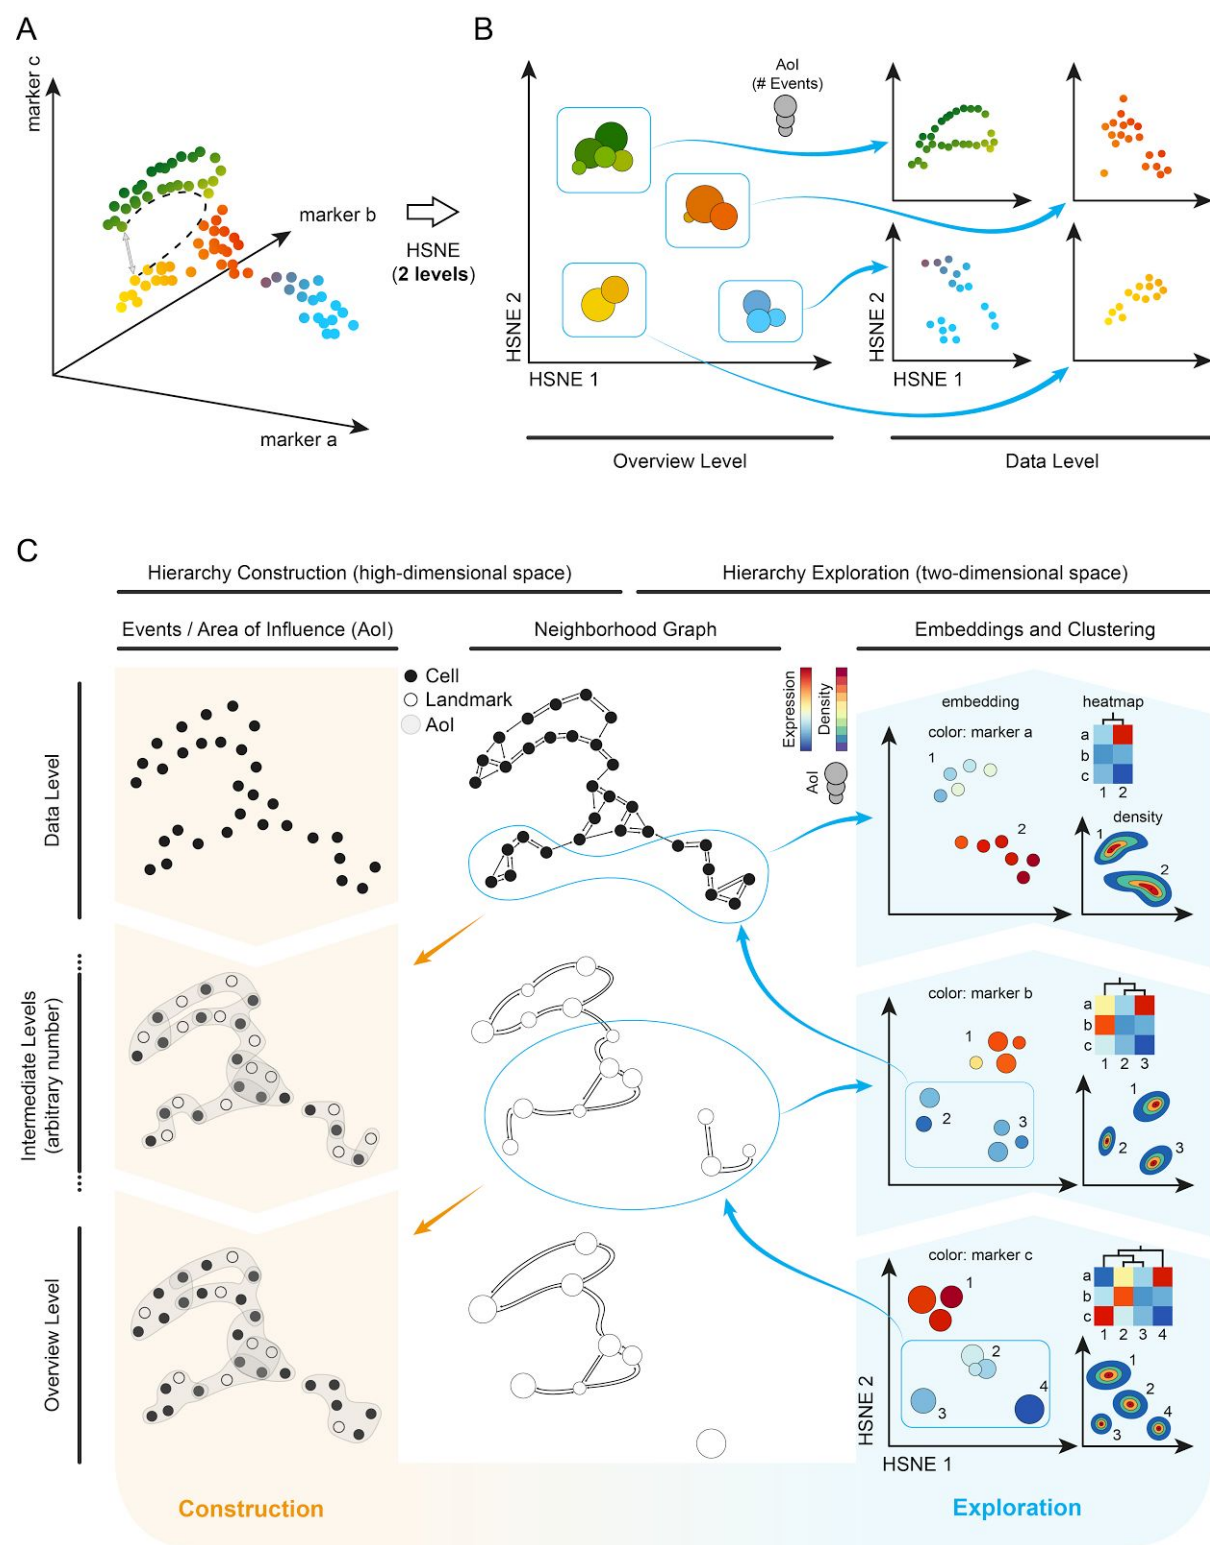 A
marker c
marker b
marker a
HSNE
(2 levels)
B
AoI
(# Events)
HSNE 2
HSNE 1
HSNE 2
HSNE 1
Overview Level
Data Level
C
Hierarchy Construction (high-dimensional space)
Hierarchy Exploration (two-dimensional space)
Events / Area of Influence (AoI)
Neighborhood Graph
Embeddings and Clustering
Data Level
Cell
Landmark
AoI
Expression
Density
AoI
embedding
color: marker a
1
2
heatmap
a
b
c
1 2
density
1
2
Intermediate Levels
(arbitrary number)
color: marker b
1
2
3
a
b
c
1 2 3
1
2
3
Overview Level
color: marker c
1
2
3
4
HSNE 2
HSNE 1
a
b
c
1 2 3 4
1
2
3
4
Construction
Exploration